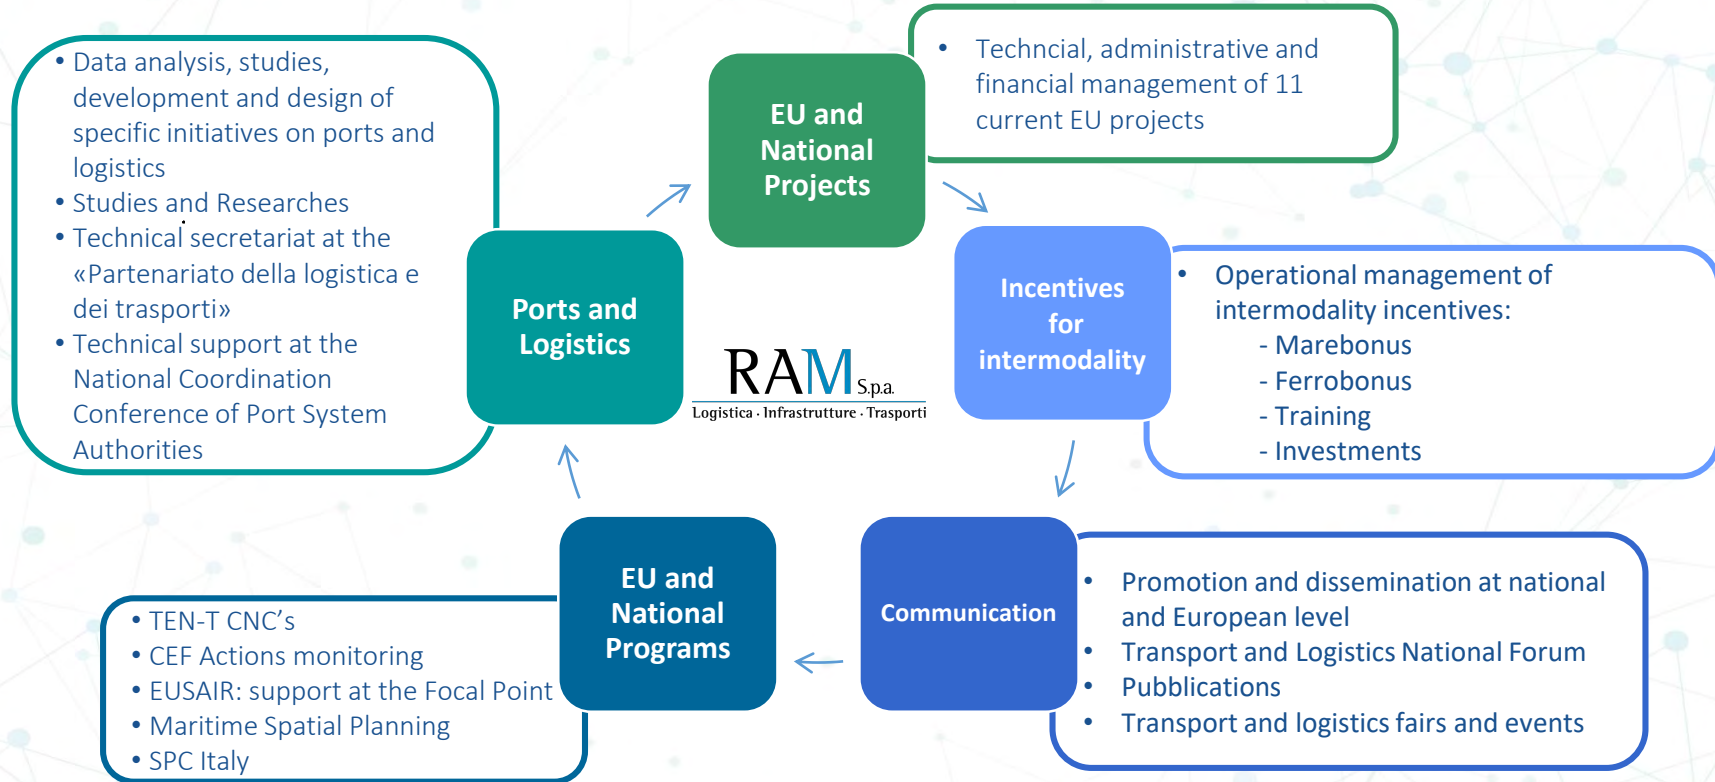 • Data analysis, studies,
development and design of
specific initiatives on ports and
logistics
• Studies and Researches
• Technical secretariat at the
«Partenariato della logistica e
dei trasporti»
• Technical support at the
National Coordination
Conference of Port System
Authorities
Ports and
Logistics
EU and
National
Projects
• Techncial, administrative and
financial management of 11
current EU projects
Incentives
for
intermodality
• Operational management of
intermodality incentives:
- Marebonus
- Ferrobonus
- Training
- Investments
RAM S.p.a.
Logistica · Infrastrutture · Trasporti
Communication
• Promotion and dissemination at national
and European level
• Transport and Logistics National Forum
• Pubblications
• Transport and logistics fairs and events
EU and
National
Programs
• TEN-T CNC’s
• CEF Actions monitoring
• EUSAIR: support at the Focal Point
• Maritime Spatial Planning
• SPC Italy